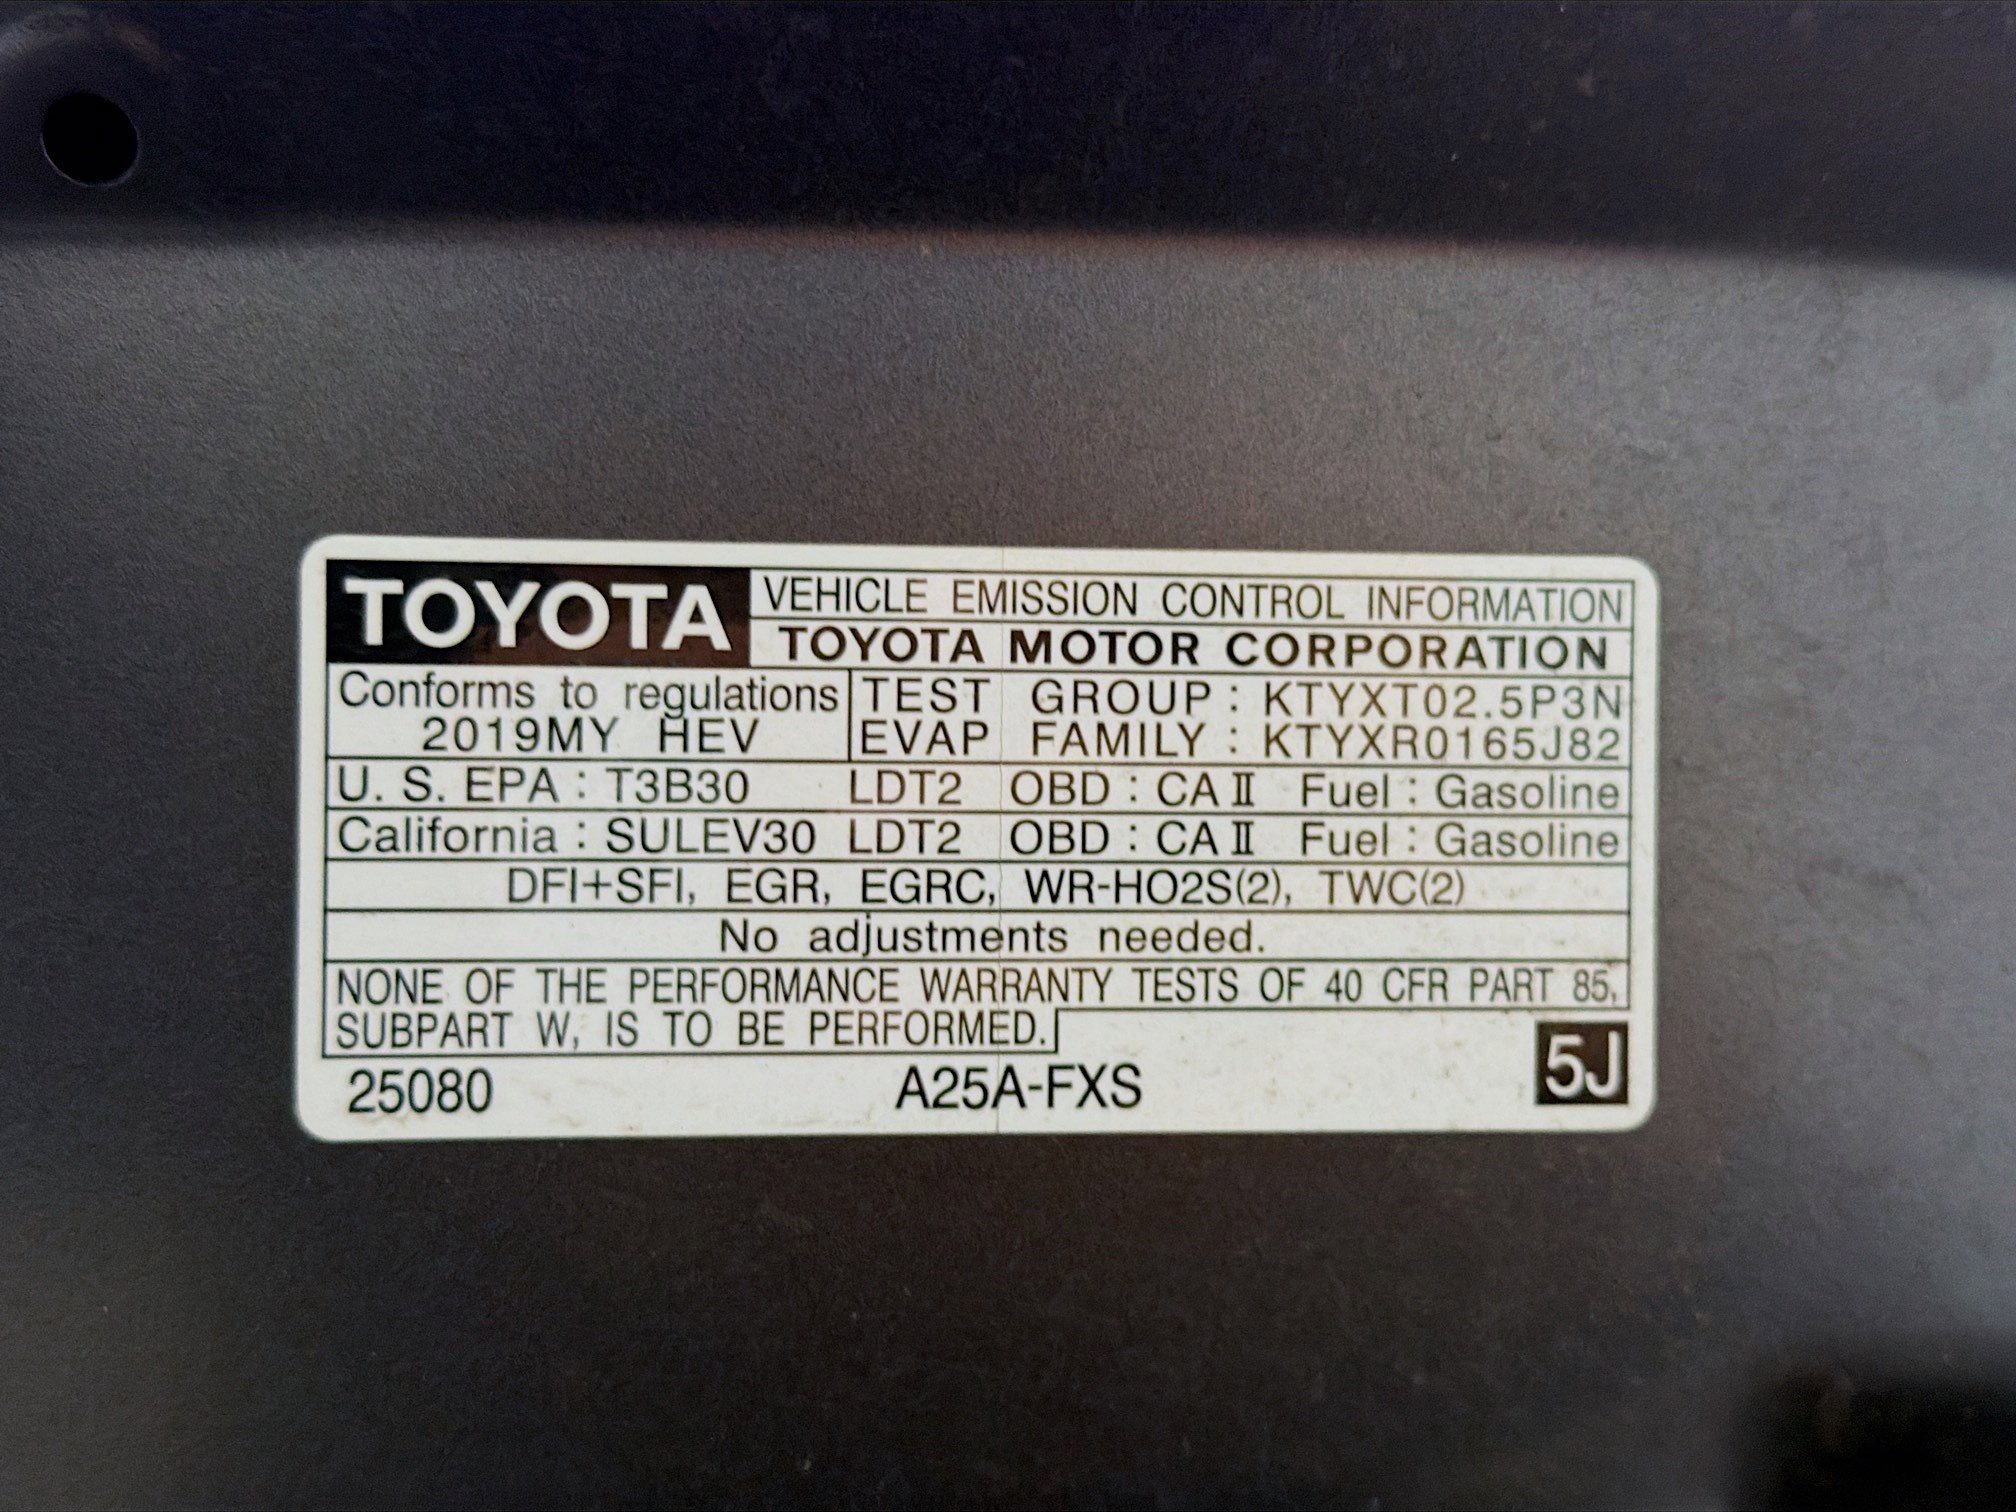 TOYOTA VEHICLE EMISSION CONTROL INFORMATION
TOYOTA MOTOR CORPORATION
Conforms to regulations TEST GROUP : KTYXT02.5P3N
2019MY HEV EVAP FAMILY : KTYXR0165J82
U. S. EPA : T3B30 LDT2 OBD : CA II Fuel : Gasoline
California : SULEV30 LDT2 OBD : CA II Fuel : Gasoline
DFI+SFI, EGR, EGRC, WR-HO2S(2), TWC(2)
No adjustments needed.
NONE OF THE PERFORMANCE WARRANTY TESTS OF 40 CFR PART 85,
SUBPART W, IS TO BE PERFORMED.
25080 A25A-FXS 5J